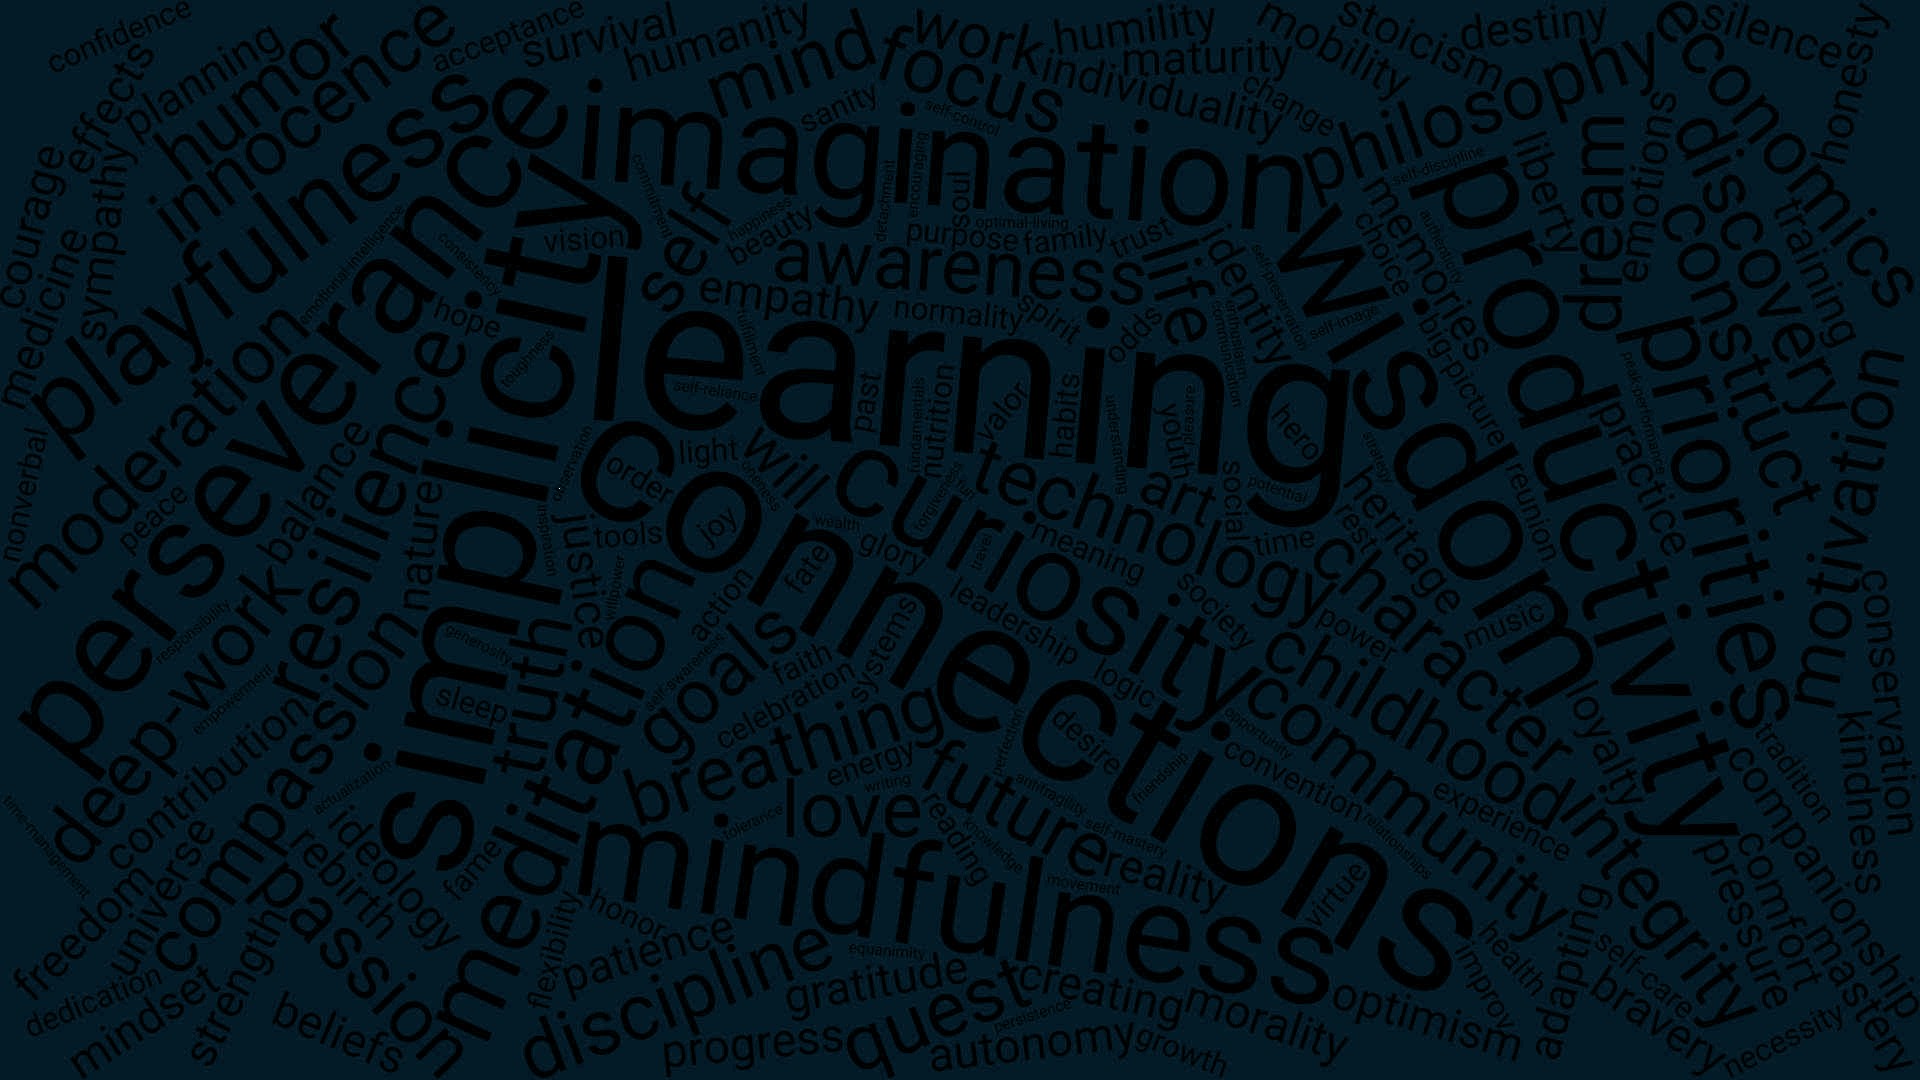 confidence
acceptance
survival
humanity
mind
focus
work
humility
maturity
individuality
mobility
stoicism
destiny
economics
silence
honesty
effects
planning
humor
innocence
playfulness
perseverance
imagination
sanity
self-control
change
philosophy
courage
sympathy
medicine
moderation
emotional-intelligence
consistency
simplicity
vision
commitment
self
happiness
beauty
detachment
encouraging
soul
optimal-living
purpose
family
trust
awareness
empathy
normality
spirit
life
identity
odds
self-preservation
self-image
enthusiasm
communication
choice
memories
self-discipline
authenticity
big-picture
wisdom
productivity
liberty
dream
emotions
discovery
construct
training
priorities
peak-performance
practice
motivation
hope
toughness
resilience
learning
fulfillment
self-reliance
past
fundamentals
nutrition
valor
habits
understanding
youth
pleasure
hero
potential
strategy
nonverbal
peace
balance
nature
observation
order
light
oneness
will
connections
curiosity
technology
art
social
time
heritage
rest
reunion
character
deep-work
responsibility
empowerment
compassion
contribution
justice
tools
joy
wealth
fate
glory
forgiveness
fun
travel
meaning
leadership
society
power
music
childhood
loyalty
integrity
conservation
kindness
tradition
companionship
generosity
sleep
truth
willpower
meditation
action
self-awareness
goals
faith
celebration
systems
breathing
energy
writing
perfection
desire
logic
friendship
opportunity
convention
community
experience
relationships
time-management
actualization
ideology
rebirth
fame
freedom
universe
dedication
mindset
strength
passion
beliefs
love
tolerance
mindfulness
future
reading
knowledge
antifragility
self-mastery
movement
reality
virtue
honor
flexibility
patience
discipline
equanimity
gratitude
progress
quest
persistence
creating
autonomy
growth
morality
optimism
improv
health
adapting
self-care
bravery
pressure
comfort
mastery
necessity